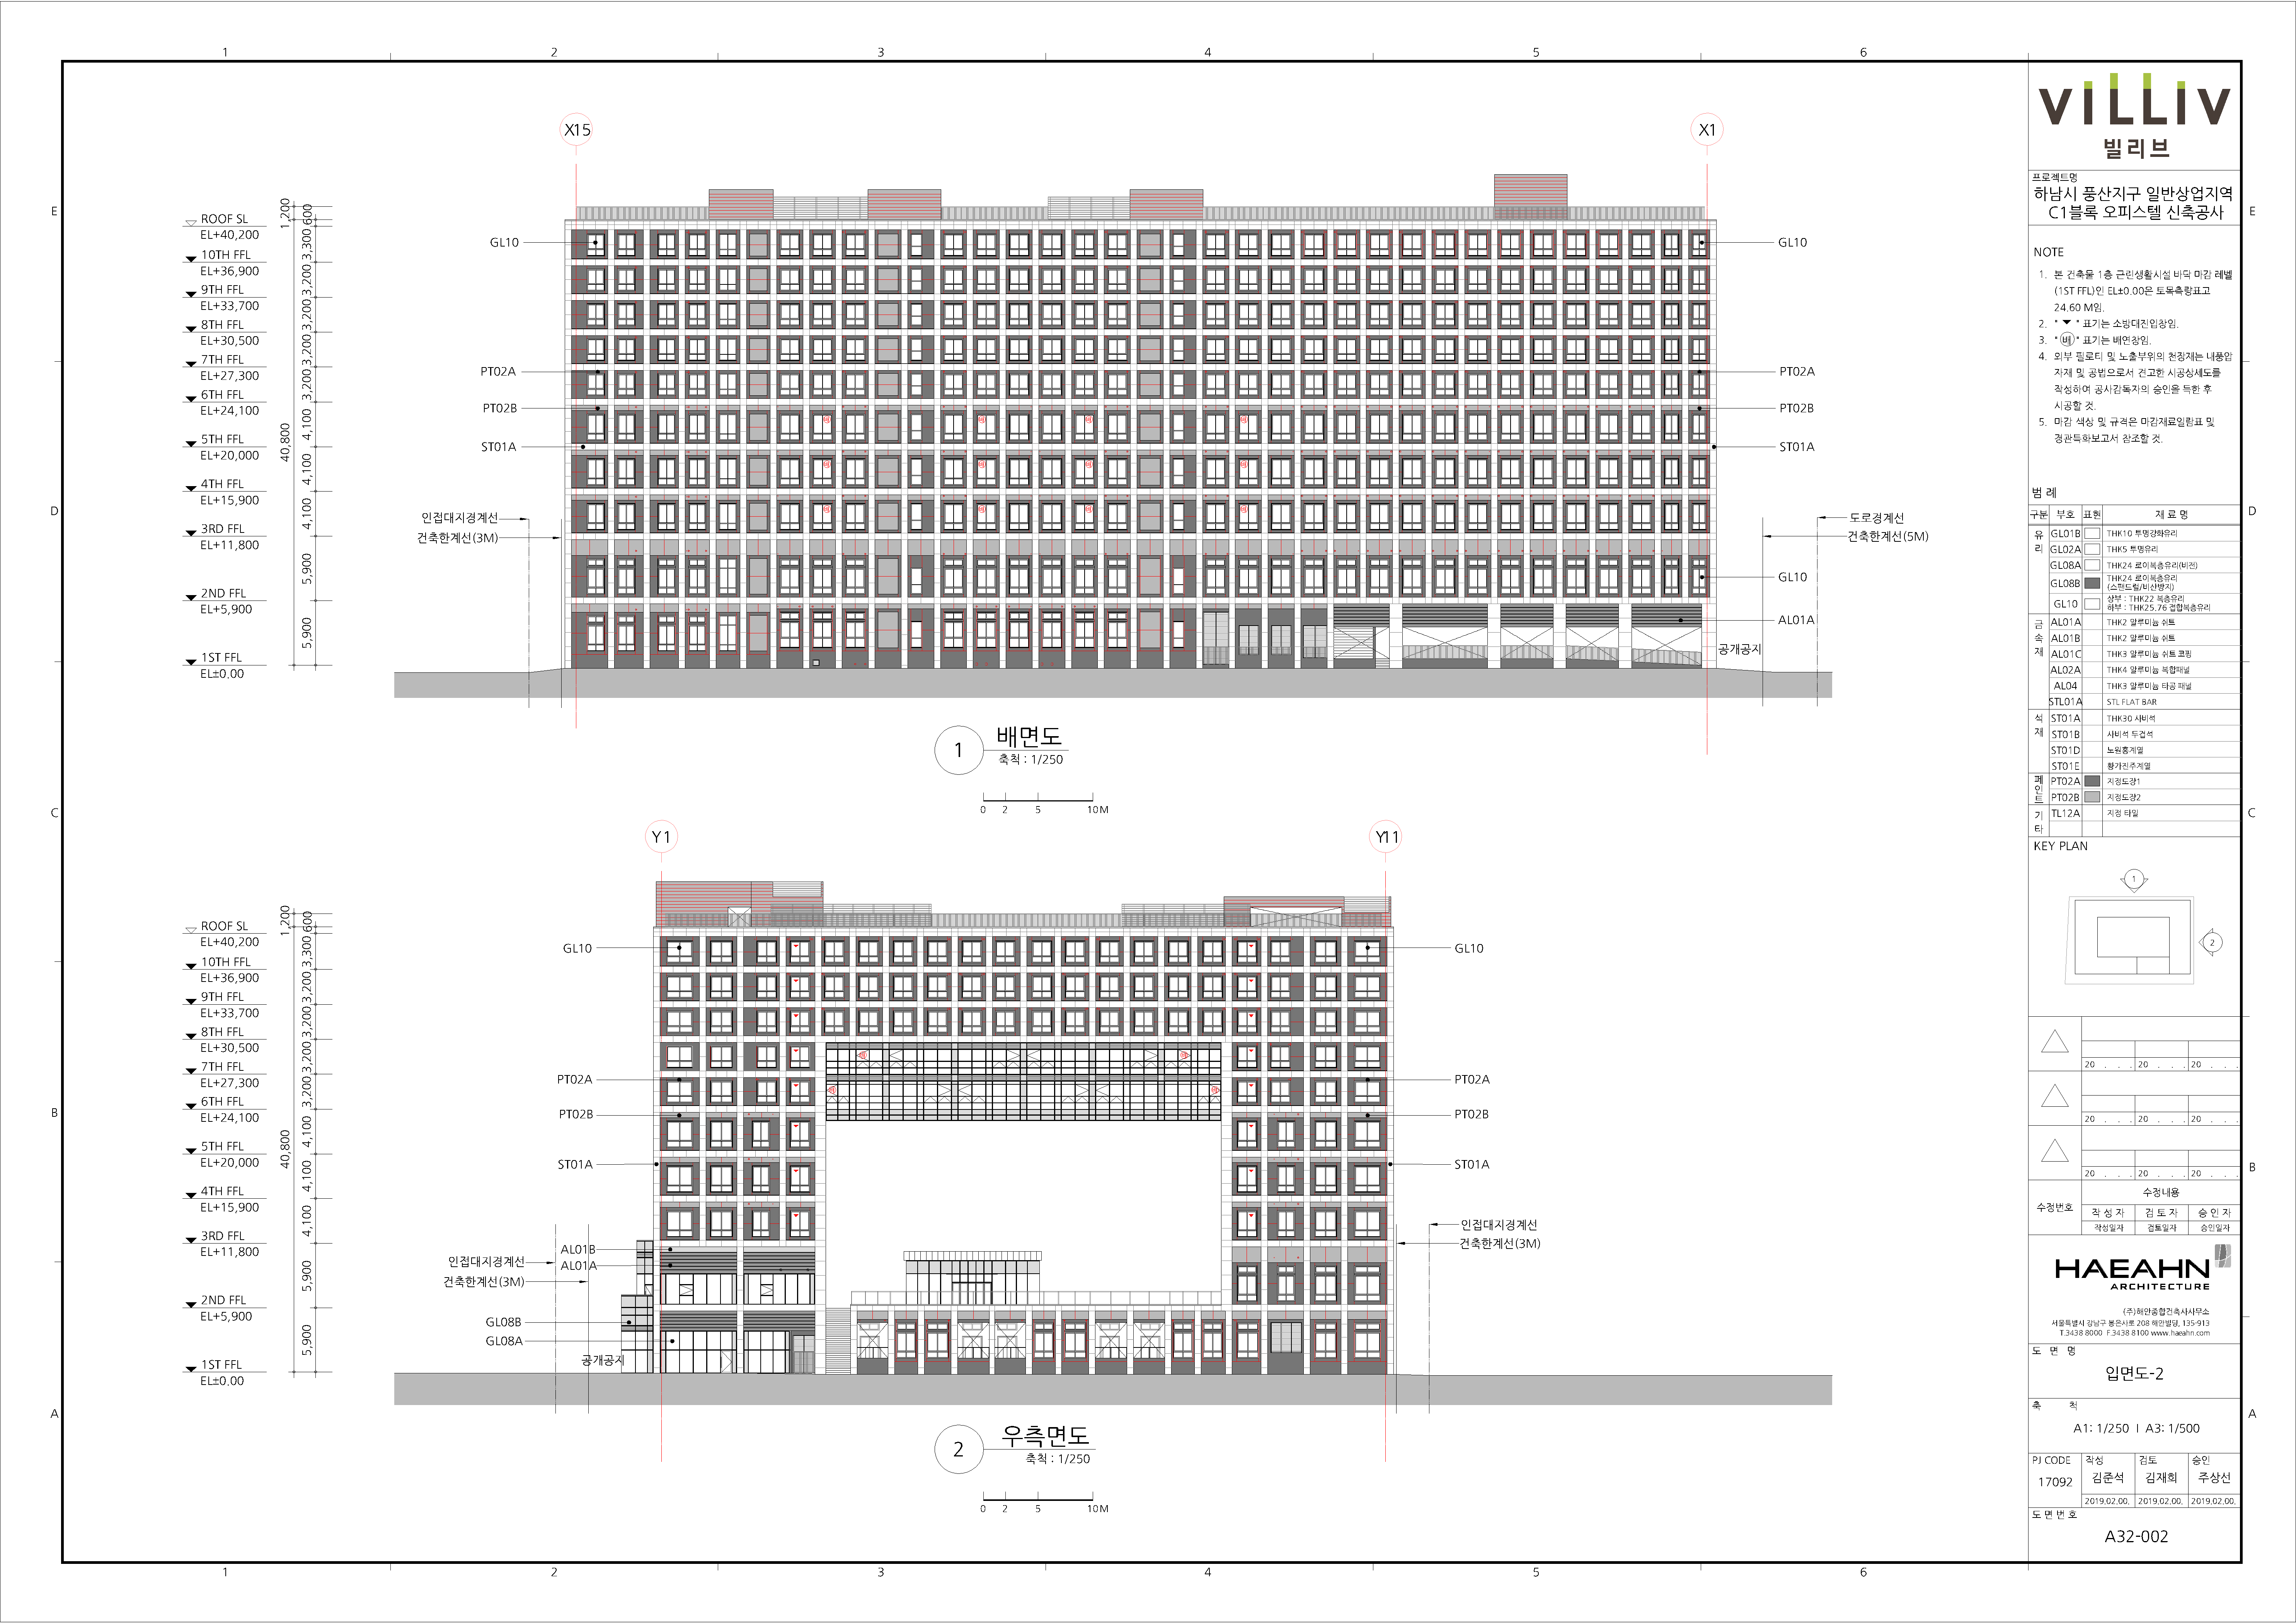 1 2 3 4 5 6
E
D
C
B
A
X15 X1
1,200
600
ROOF SL
EL+40,200
3,300
10TH FFL
EL+36,900
3,200
9TH FFL
EL+33,700
3,200
8TH FFL
EL+30,500
3,200
7TH FFL
EL+27,300
3,200
6TH FFL
EL+24,100
4,100
40,800
5TH FFL
EL+20,000
4,100
4TH FFL
EL+15,900
4,100
3RD FFL
EL+11,800
5,900
2ND FFL
EL+5,900
5,900
1ST FFL
EL±0.00
GL10
PT02A
PT02B
ST01A
인접대지경계선
건축한계선(3M)
GL10
PT02A
PT02B
ST01A
도로경계선
건축한계선(5M)
GL10
AL01A
공개공지
1 배면도
축척 : 1/250
0 2 5 10M
Y1 Y11
1,200
600
ROOF SL
EL+40,200
3,300
10TH FFL
EL+36,900
3,200
9TH FFL
EL+33,700
3,200
8TH FFL
EL+30,500
3,200
7TH FFL
EL+27,300
3,200
6TH FFL
EL+24,100
4,100
40,800
5TH FFL
EL+20,000
4,100
4TH FFL
EL+15,900
4,100
3RD FFL
EL+11,800
5,900
2ND FFL
EL+5,900
5,900
1ST FFL
EL±0.00
GL10
PT02A
PT02B
ST01A
AL01B
AL01A
인접대지경계선
건축한계선(3M)
GL08B
GL08A
공개공지
GL10
PT02A
PT02B
ST01A
인접대지경계선
건축한계선(3M)
2 우측면도
축척 : 1/250
0 2 5 10M
ViLLiV
빌리브
프로젝트명
하남시 풍산지구 일반상업지역
C1블록 오피스텔 신축공사
NOTE
1. 본 건축물 1층 근린생활시설 바닥 마감 레벨
(1ST FFL)인 EL±0.00은 토목측량표고
24.60 M임.
2. " ▼ " 표기는 소방대진입창임.
3. " 배 " 표기는 배연창임.
4. 외부 필로티 및 노출부위의 천장재는 내풍압
자재 및 공법으로서 견고한 시공상세도를
작성하여 공사감독자의 승인을 득한 후
시공할 것.
5. 마감 색상 및 규격은 마감재료일람표 및
경관특화보고서 참조할 것.
범 례
구분 부호 표현 재 료 명
유리
GL01B THK10 투명강화유리
GL02A THK5 투명유리
GL08A THK24 로이복층유리(비전)
GL08B THK24 로이복층유리
(스팬드럴/비산방지)
GL10 상부 : THK22 복층유리
하부 : THK25.76 접합복층유리
금속재
AL01A THK2 알루미늄 쉬트
AL01B THK2 알루미늄 쉬트
AL01C THK3 알루미늄 쉬트 코핑
AL02A THK4 알루미늄 복합패널
AL04 THK3 알루미늄 타공 패널
STL01A STL FLAT BAR
석재
ST01A THK30 사비석
ST01B 사비석 두겁석
ST01D 노원홍계열
ST01E 황가진주계열
페인트
PT02A 지정도장1
PT02B 지정도장2
기타
TL12A 지정 타일
KEY PLAN
1
2
20 . . . 20 . . . 20 . . .
20 . . . 20 . . . 20 . . .
20 . . . 20 . . . 20 . . .
수정번호
수정내용
작 성 자 검 토 자 승 인 자
작성일자 검토일자 승인일자
HAEAHN
ARCHITECTURE
(주)해안종합건축사사무소
서울특별시 강남구 봉은사로 208 해안빌딩, 135-913
T.3438 8000 F.3438 8100 www.haeahn.com
도 면 명
입면도-2
축 척
A1: 1/250 I A3: 1/500
PJ CODE 작성 검토 승인
17092 김준석 김재희 주상선
2019.02.00. 2019.02.00. 2019.02.00.
도 면 번 호
A32-002
E
D
C
B
A
1 2 3 4 5 6